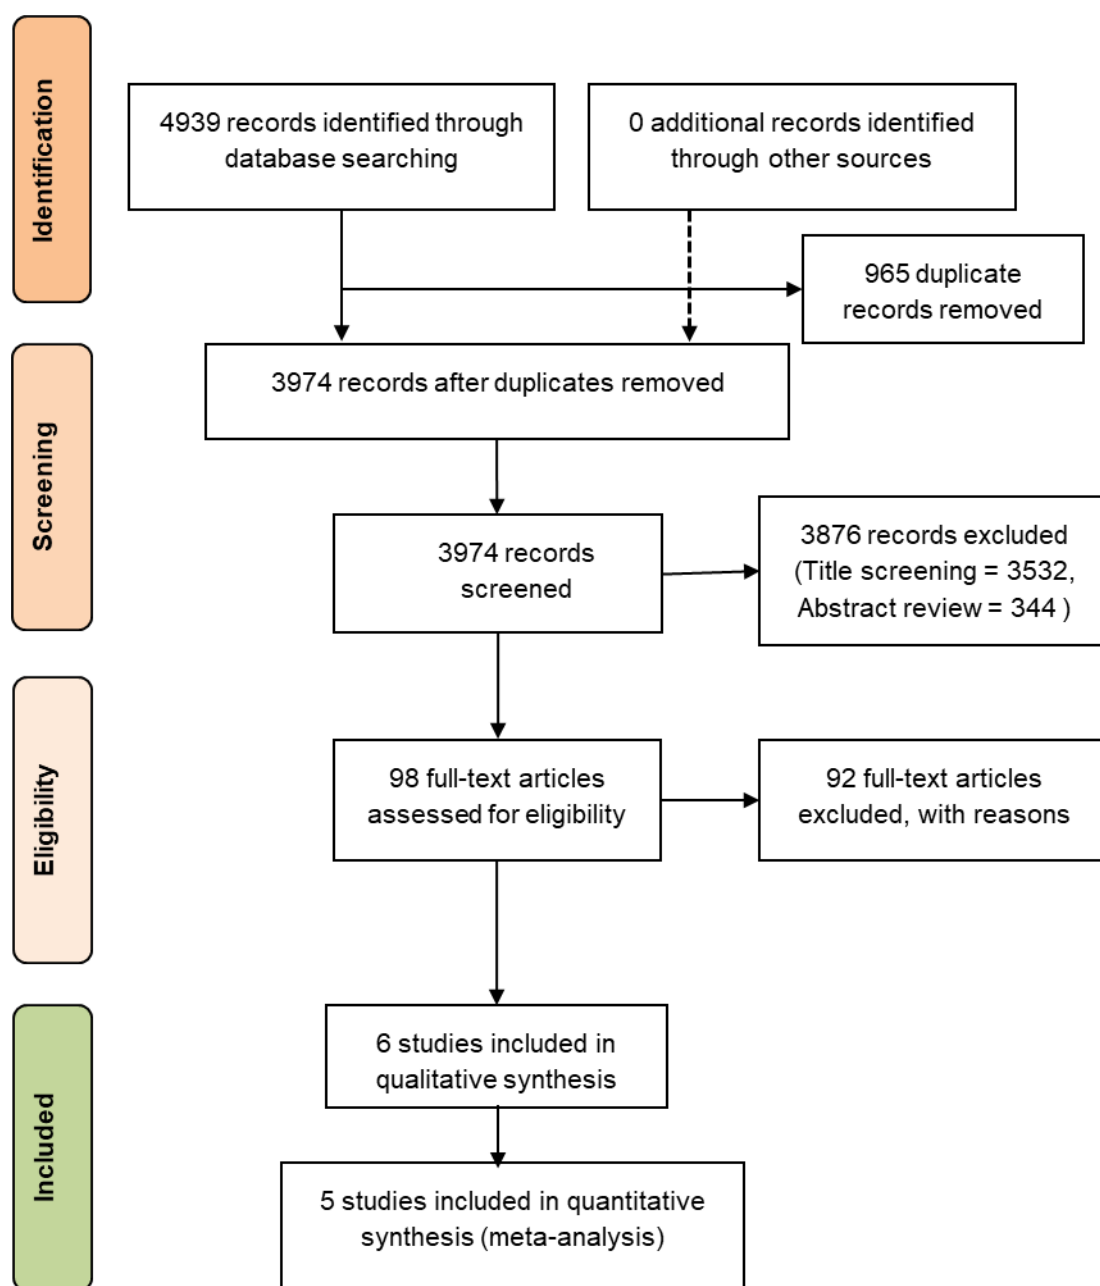 Identification
4939 records identified through
database searching
0 additional records identified
through other sources
965 duplicate
records removed
Screening
3974 records after duplicates removed
3974 records
screened
3876 records excluded
(Title screening = 3532,
Abstract review = 344 )
Eligibility
98 full-text articles
assessed for eligibility
92 full-text articles
excluded, with reasons
Included
6 studies included in
qualitative synthesis
5 studies included in quantitative
synthesis (meta-analysis)